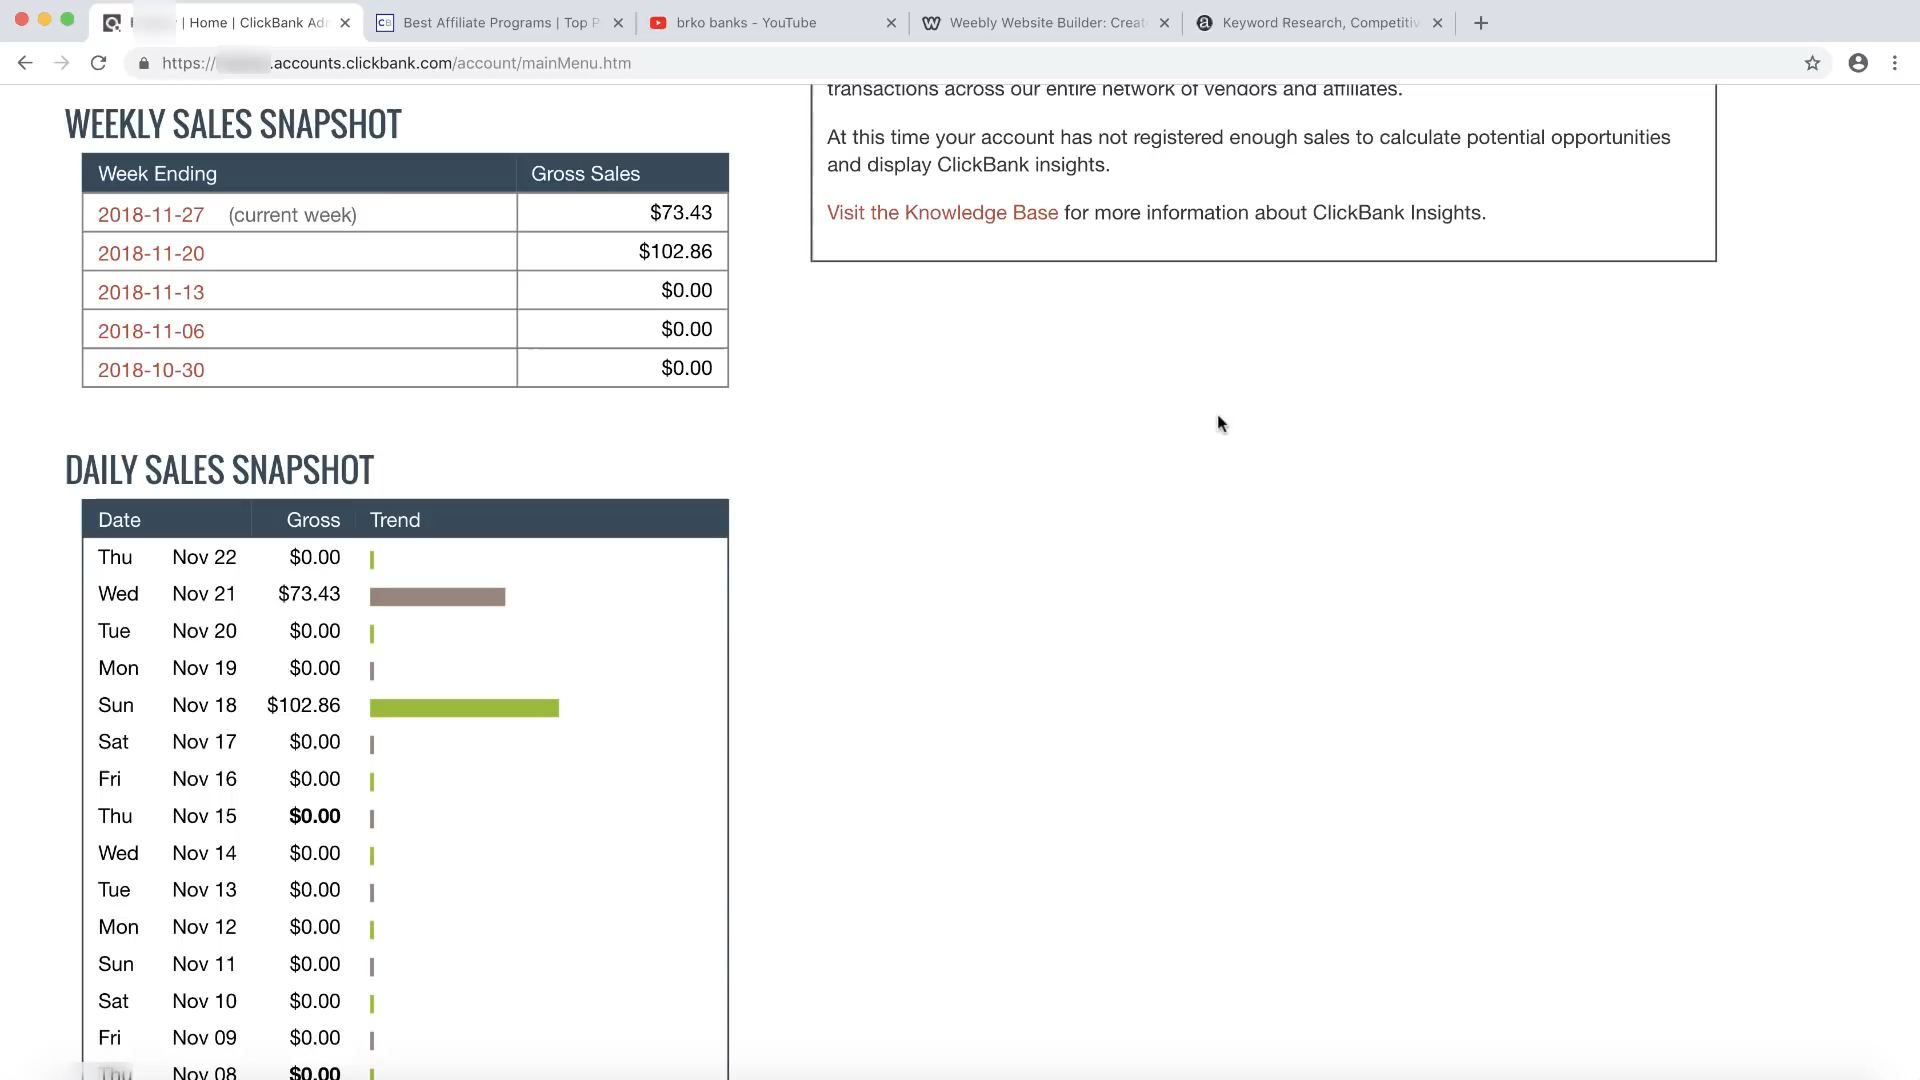 | Home | ClickBank Adm
Best Affiliate Programs | Top P
brko banks - YouTube
Weebly Website Builder: Creat
Keyword Research, Competitiv
https:// .accounts.clickbank.com/account/mainMenu.htm
WEEKLY SALES SNAPSHOT
Week Ending Gross Sales
2018-11-27 (current week) $73.43
2018-11-20 $102.86
2018-11-13 $0.00
2018-11-06 $0.00
2018-10-30 $0.00
transactions across our entire network of vendors and affiliates.
At this time your account has not registered enough sales to calculate potential opportunities
and display ClickBank insights.
Visit the Knowledge Base for more information about ClickBank Insights.
DAILY SALES SNAPSHOT
Date Gross Trend
Thu Nov 22 $0.00
Wed Nov 21 $73.43
Tue Nov 20 $0.00
Mon Nov 19 $0.00
Sun Nov 18 $102.86
Sat Nov 17 $0.00
Fri Nov 16 $0.00
Thu Nov 15 $0.00
Wed Nov 14 $0.00
Tue Nov 13 $0.00
Mon Nov 12 $0.00
Sun Nov 11 $0.00
Sat Nov 10 $0.00
Fri Nov 09 $0.00
Thu Nov 08 $0.00